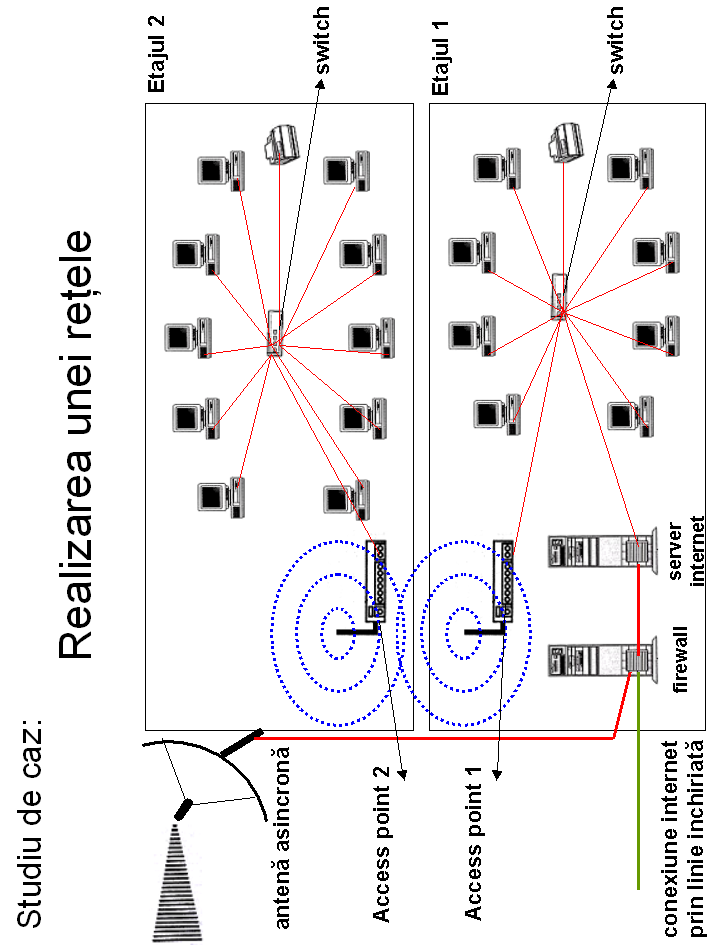 Studiu de caz:
Realizarea unei rețele
Etajul 2
switch
antenă asincronă
Access point 2
Etajul 1
switch
Access point 1
server
internet
firewall
conexiune internet
prin linie închiriată